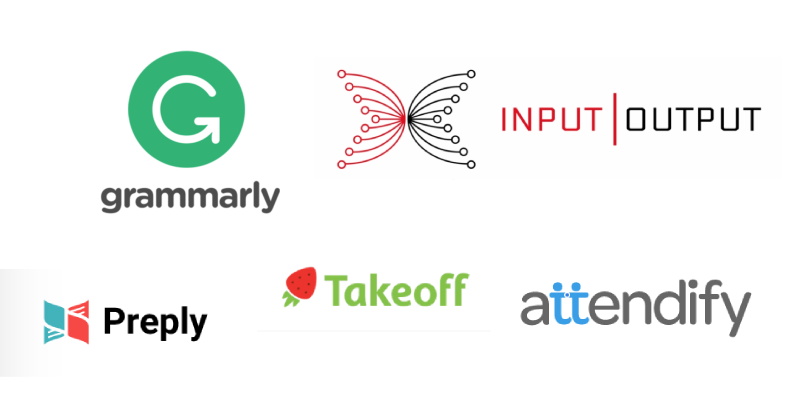 grammarly
INPUT|OUTPUT
Preply
Takeoff
attendify